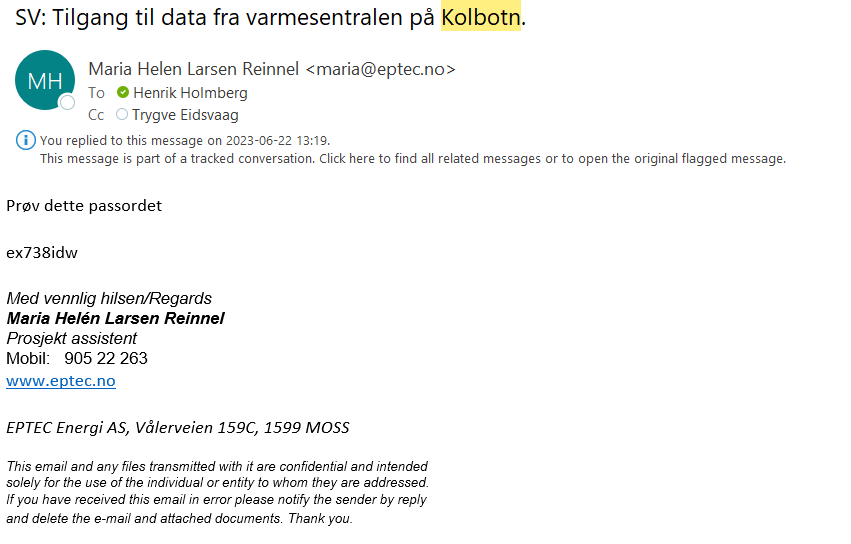 SV: Tilgang til data fra varmesentralen på Kolbotn.
MH
Maria Helen Larsen Reinnel <maria@eptec.no>
To Henrik Holmberg
Cc Trygve Eidsvaag
You replied to this message on 2023-06-22 13:19.
This message is part of a tracked conversation. Click here to find all related messages or to open the original flagged message.
Prøv dette passordet
ex738idw
Med vennlig hilsen/Regards
Maria Helén Larsen Reinnel
Prosjekt assistent
Mobil: 905 22 263
www.eptec.no
EPTEC Energi AS, Vålerveien 159C, 1599 MOSS
This email and any files transmitted with it are confidential and intended
solely for the use of the individual or entity to whom they are addressed.
If you have received this email in error please notify the sender by reply
and delete the e-mail and attached documents. Thank you.